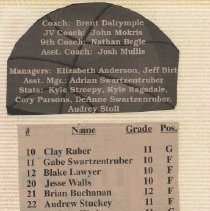 Coach: Brent Dalrymple
JV Coach: John Mokris
9th Coach: Nathan Begle
Asst. Coach: Josh Mullis
Managers: Elizabeth Anderson, Jeff Birt
Asst. Mgr.: Adrian Swartzentruber
Stats: Kyle Streepy, Kyle Ragsdale,
Cory Parsons, DeAnne Swartzentruber,
Audrey Stoll
# Name Grade Pos.
10 Clay Raber 11 G
11 Gabe Swartzentruber 10 F
12 Blake Lawyer 10 F
20 Jesse Walls 10 F
21 Brian Buchanan 12 F
22 Andrew Stuckey 11 F